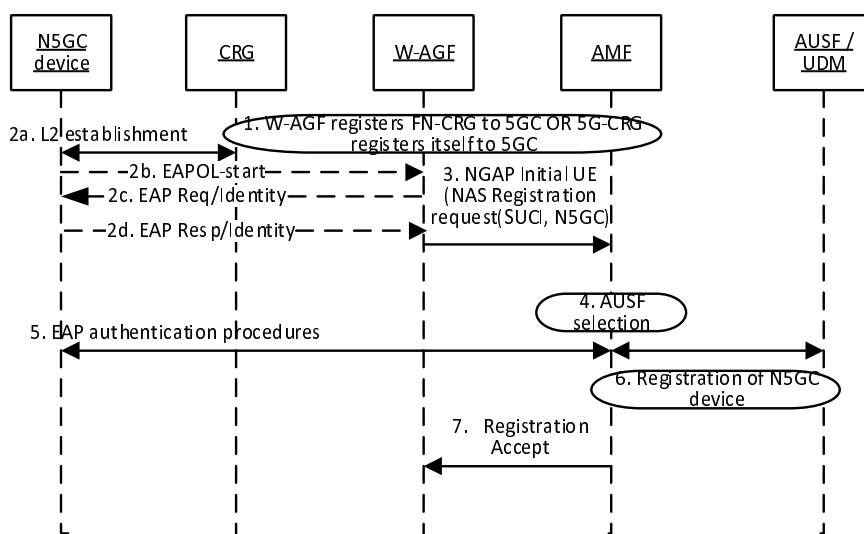 N5GC
device
CRG
W-AGF
AMF
AUSF /
UDM
1. W-AGF registers FN-CRG to 5GC OR 5G-CRG
registers itself to 5GC
2a. L2 establishment
2b. EAPOL-start
2c. EAP Req/Identity
2d. EAP Resp/Identity
3. NGAP Initial UE
(NAS Registration
request(SUCI, N5GC)
4. AUSF
selection
5. EAP authentication procedures
6. Registration of N5GC
device
7. Registration
Accept